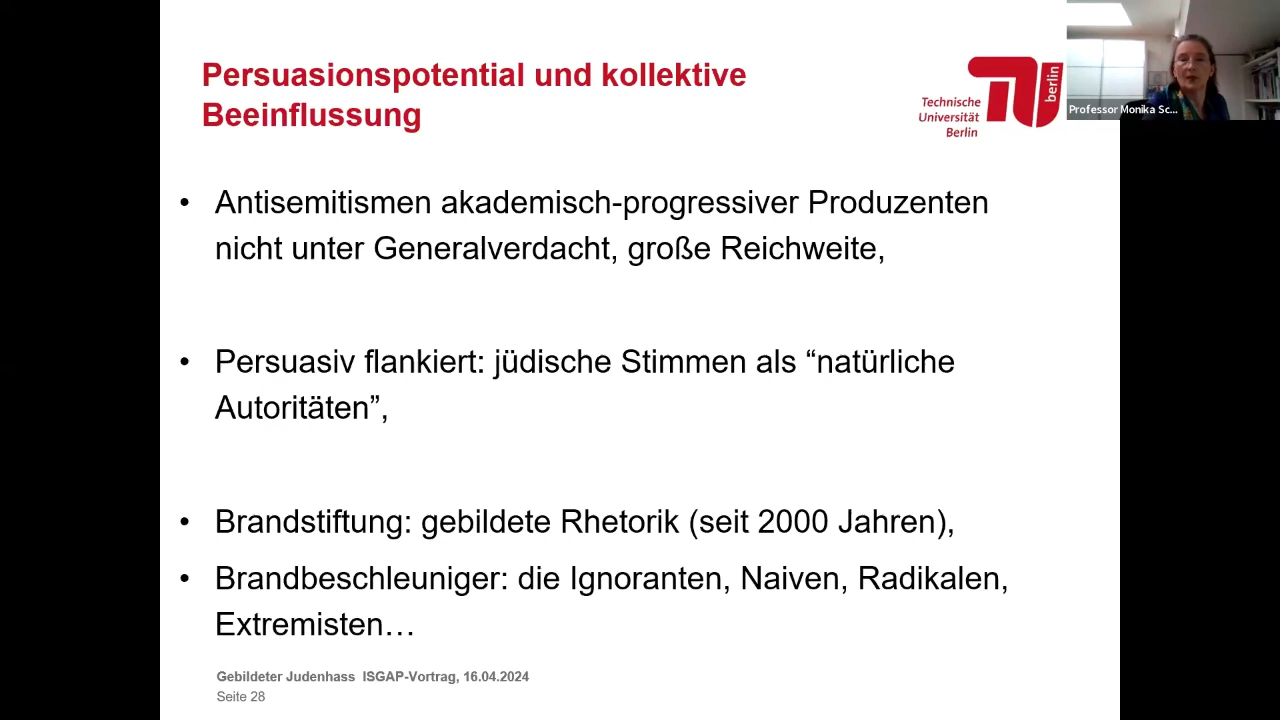 Persuasionspotential und kollektive
Beeinflussung
Technische
Universität
Berlin
berlin
Professor Monika Sc...
• Antisemitismen akademisch-progressiver Produzenten
nicht unter Generalverdacht, große Reichweite,
• Persuasiv flankiert: jüdische Stimmen als “natürliche
Autoritäten”,
• Brandstiftung: gebildete Rhetorik (seit 2000 Jahren),
• Brandbeschleuniger: die Ignoranten, Naiven, Radikalen,
Extremisten…
Gebildeter Judenhass ISGAP-Vortrag, 16.04.2024
Seite 28